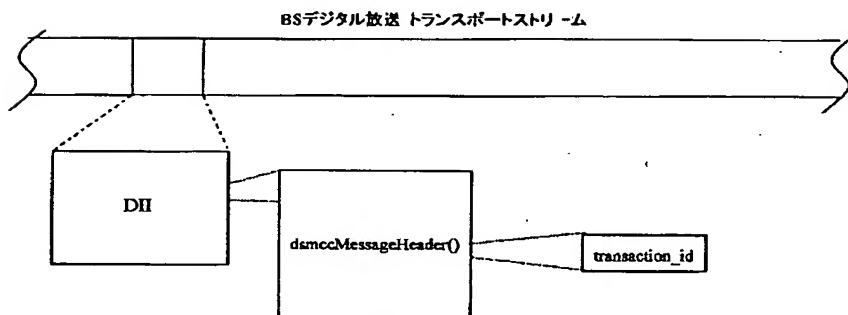 BSデジタル放送 トランスポートストリーム
DII
dsmccMessageHeader()
transaction_id